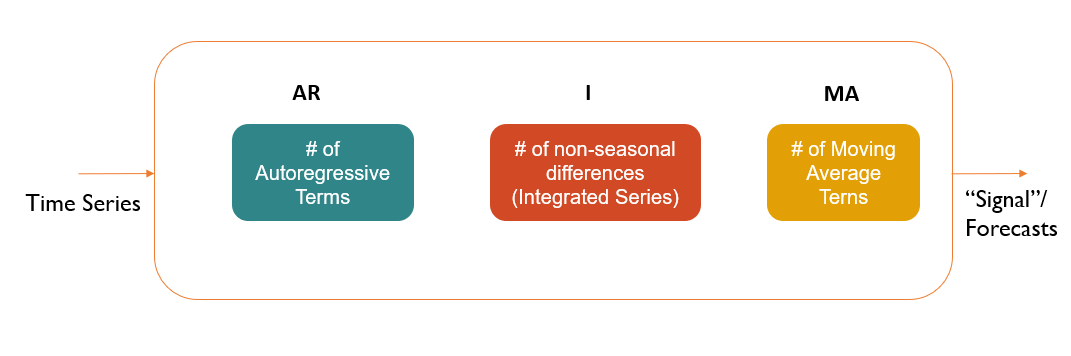 AR
I
MA
# of
Autoregressive
Terms
# of non-seasonal
differences
(Integrated Series)
# of Moving
Average
Terns
Time Series
“Signal”/
Forecasts